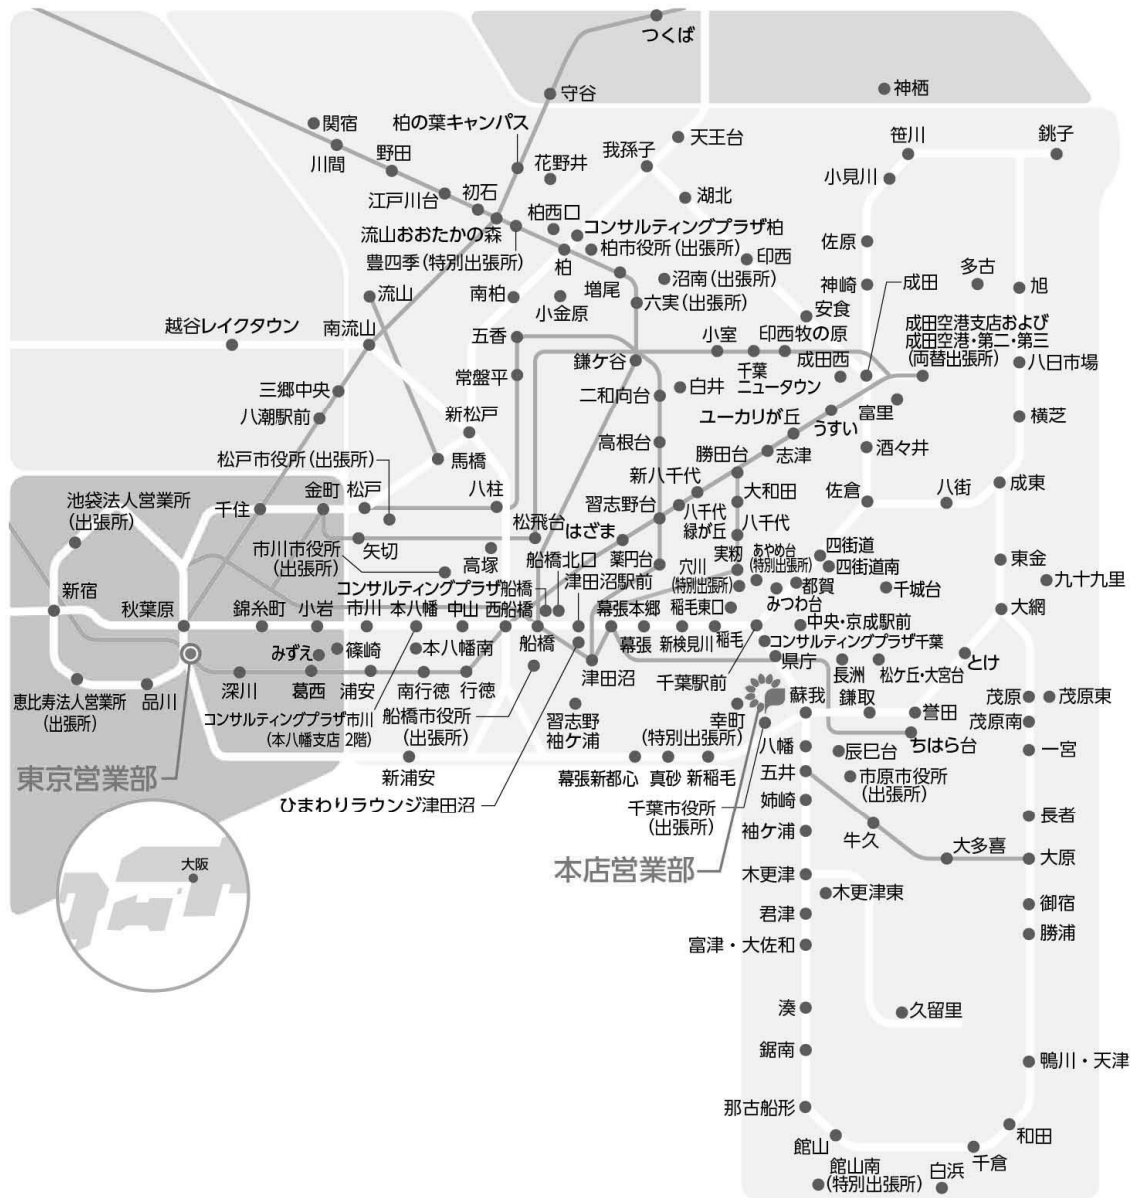 つくば
守谷
神栖
関宿
柏の葉キャンパス
川間
野田
花野井
我孫子
天王台
笹川
銚子
江戸川台
初石
湖北
小見川
流山おおたかの森
柏西口
コンサルティングプラザ柏
柏市役所(出張所)
豊四季(特別出張所)
柏
印西
佐原
増尾
沼南(出張所)
流山
南柏
小金原
六実(出張所)
神崎
成田
多古
旭
安食
越谷レイクタウン
南流山
五香
小室
印西牧の原
成田空港支店および
成田空港・第二・第三
(両替出張所)
鎌ケ谷
千葉
ニュータウン
成田西
八日市場
三郷中央
常盤平
二和向台
白井
富里
八潮駅前
新松戸
ユーカリが丘
うすい
横芝
松戸市役所(出張所)
馬橋
高根台
勝田台
志津
酒々井
池袋法人営業所
(出張所)
千住
金町
松戸
八柱
新八千代
習志野台
大和田
佐倉
八街
成東
八千代
緑が丘
八千代
市川市役所
(出張所)
矢切
松飛台
はざま
高塚
船橋北口
薬円台
実籾
あやめ台
(特別出張所)
四街道
四街道南
東金
九十九里
新宿
秋葉原
錦糸町
小岩
市川
コンサルティングプラザ船橋
本八幡
中山
西船橋
津田沼駅前
穴川
(特別出張所)
都賀
千城台
みつわ台
大網
船橋
幕張本郷
幕張
新検見川
稲毛東口
稲毛
中央・京成駅前
コンサルティングプラザ千葉
みずえ
篠崎
本八幡南
県庁
長洲
松ケ丘・大宮台
とけ
恵比寿法人営業所
(出張所)
品川
深川
葛西
浦安
南行徳
行徳
津田沼
千葉駅前
コンサルティングプラザ市川
(本八幡支店 2階)
船橋市役所
(出張所)
習志野
袖ケ浦
幸町
(特別出張所)
蘇我
鎌取
誉田
茂原
茂原東
茂原南
ちはら台
東京営業部
新浦安
幕張新都心
真砂
新稲毛
八幡
辰巳台
一宮
ひまわりラウンジ津田沼
千葉市役所
(出張所)
五井
市原市役所
(出張所)
姉崎
長者
袖ケ浦
牛久
大多喜
大原
大阪
本店営業部
木更津
木更津東
御宿
君津
勝浦
富津・大佐和
湊
久留里
鋸南
鴨川・天津
那古船形
館山
和田
千倉
館山南
(特別出張所)
白浜